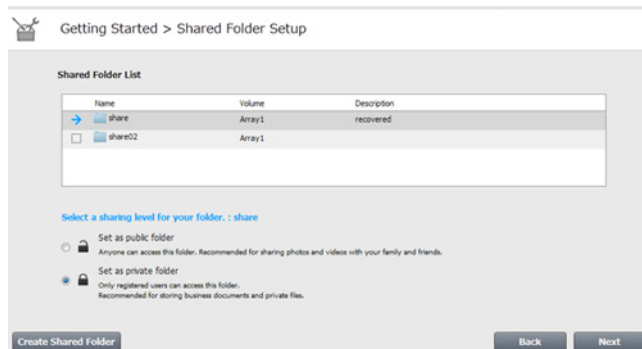 Getting Started > Shared Folder Setup
Shared Folder List
Name Volume Description
share Array1 recovered
share02 Array1
Select a sharing level for your folder. : share
Set as public folder
Anyone can access this folder. Recommended for sharing photos and videos with your family and friends.
Set as private folder
Only registered users can access this folder.
Recommended for storing business documents and private files.
Create Shared Folder Back Next